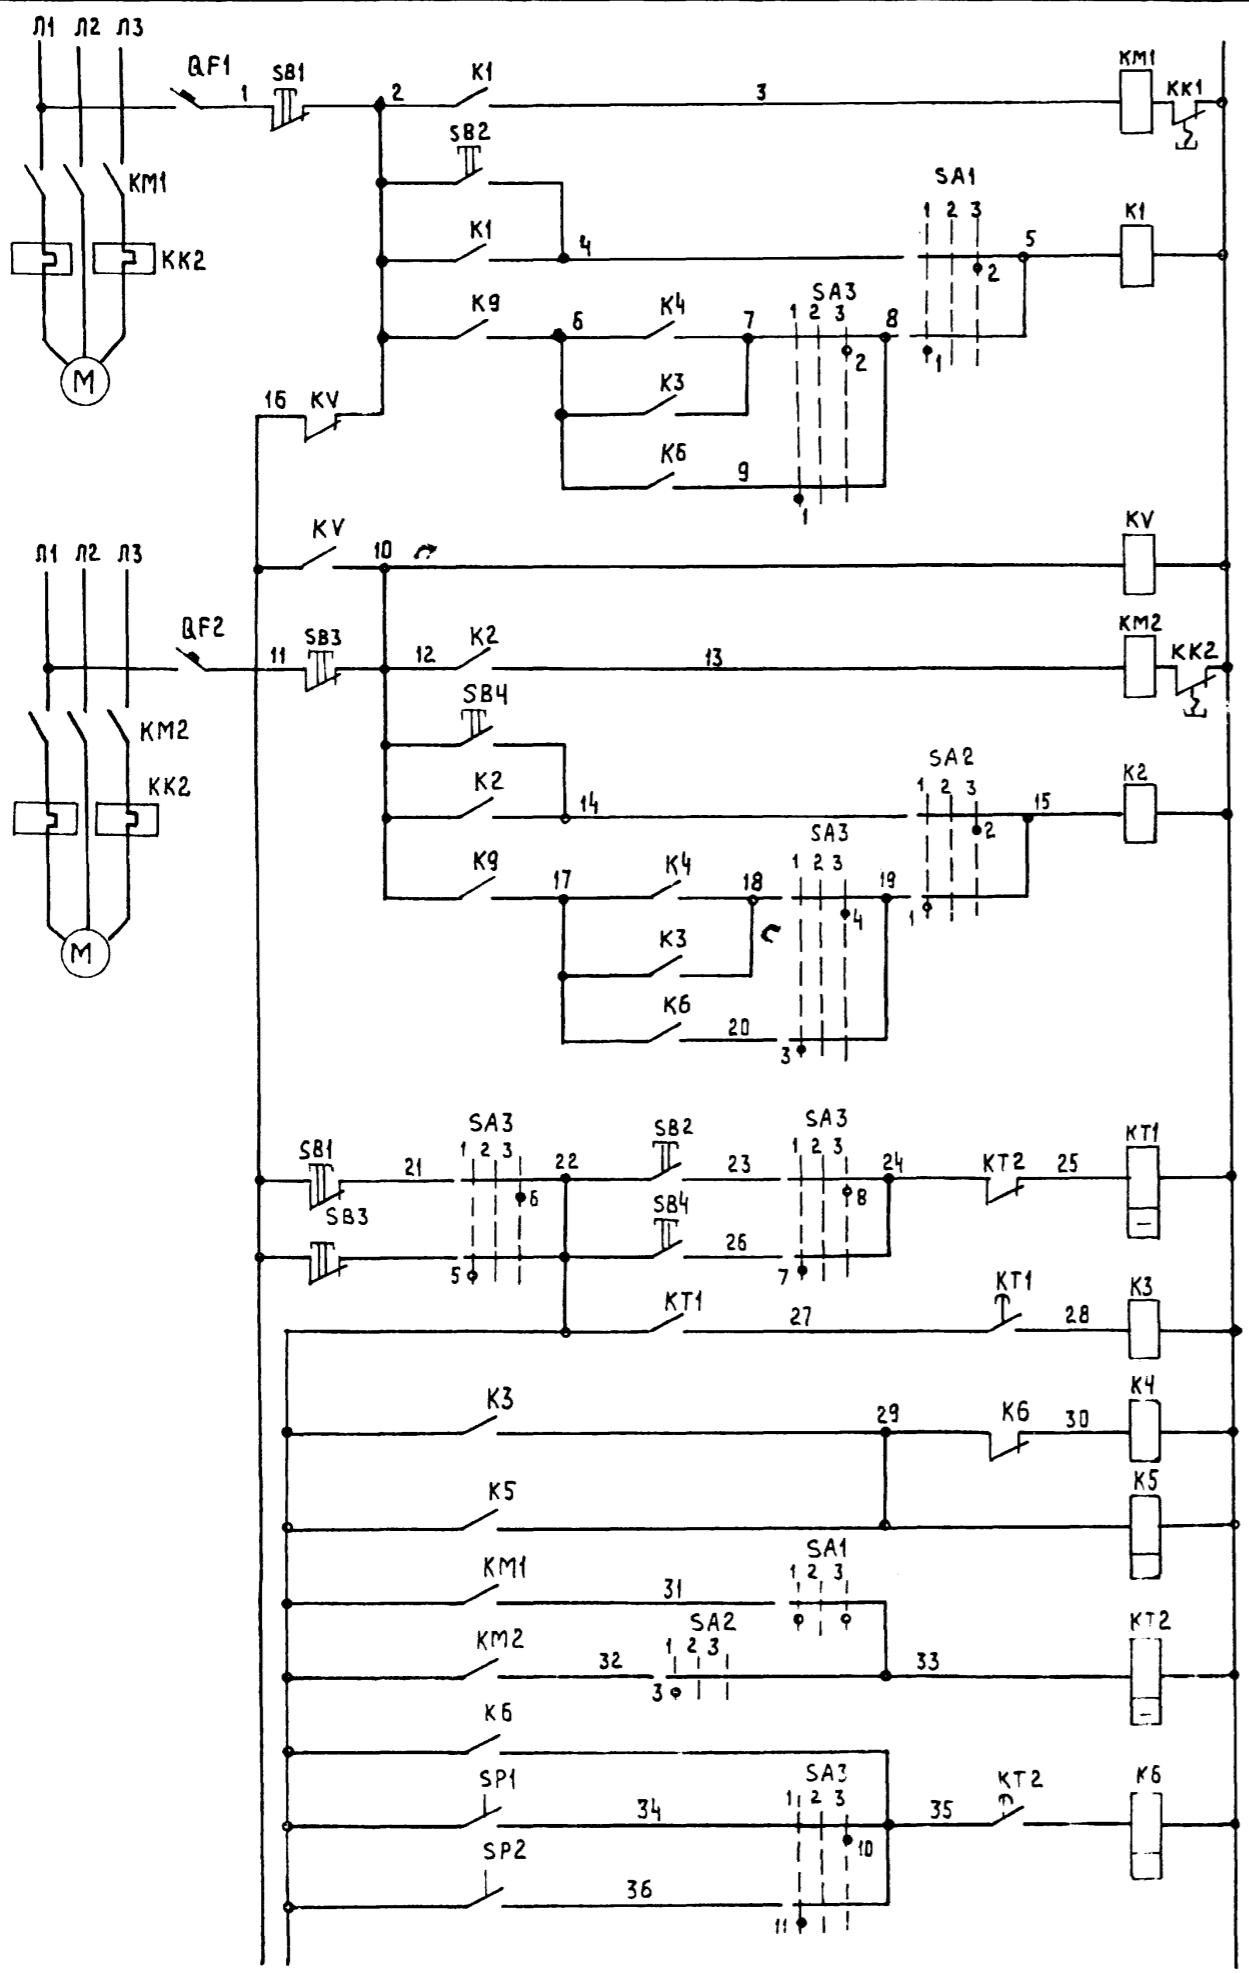 Л1 Л2 Л3
QF1 1 SB1 2 K1 3 KM1 KK1
SB2
KM1
SA1
1 2 3
K1 4 2 5 K1
KK2
K9 6 K4 7 SA3 8
1 2 3
2 1
M
16 KV K3
K6 9
1
KV 10 KV
Л1 Л2 Л3
QF2 11 SB3 12 K2 13 KM2 KK2
SB4
KM2
SA2
1 2 3
K2 14 2 15 K2
KK2
K9 17 K4 18 SA3 19
1 2 3
4 1
M
K3
K6 20
3
SB1 21 SA3 22 SB2 23 SA3 24 KT2 25 KT1
1 2 3 1 2 3
6 8
SB3 SB4 26
5 7
KT1 27 KT1 28 K3
K3 29 K6 30 K4
K5 K5
KM1 31 SA1
1 2 3
KM2 32 SA2 33 KT2
1 2 3
3
K6
SP1 34 SA3 35 KT2 K6
1 2 3
10
SP2 36
11